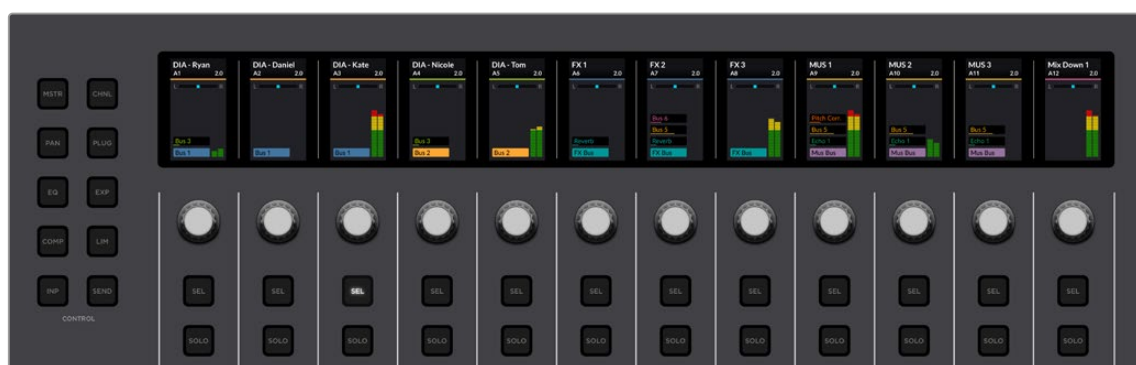 DIA - Ryan DIA - Daniel DIA - Kate DIA - Nicole DIA - Tom FX 1 FX 2 FX 3 MUS 1 MUS 2 MUS 3 Mix Down 1
A1 2.0 A2 2.0 A3 2.0 A4 2.0 A5 2.0 A6 2.0 A7 2.0 A8 2.0 A9 2.0 A10 2.0 A11 2.0 A12 2.0
L R L R L R L R L R L R L R L R L R L R L R L R
Bus 6 Pitch Corr.
Bus 5 Bus 5 Bus 5 Bus 5
Bus 3 Bus 3 Reverb Reverb Echo 1 Echo 1 Echo 1
Bus 1 Bus 1 Bus 1 Bus 2 Bus 2 FX Bus FX Bus FX Bus Mus Bus Mus Bus Mus Bus
MSTR CHNL
PAN PLUG
EQ EXP
COMP LIM
INP SEND
CONTROL
SEL SEL SEL SEL SEL SEL SEL SEL SEL SEL SEL SEL
SOLO SOLO SOLO SOLO SOLO SOLO SOLO SOLO SOLO SOLO SOLO SOLO